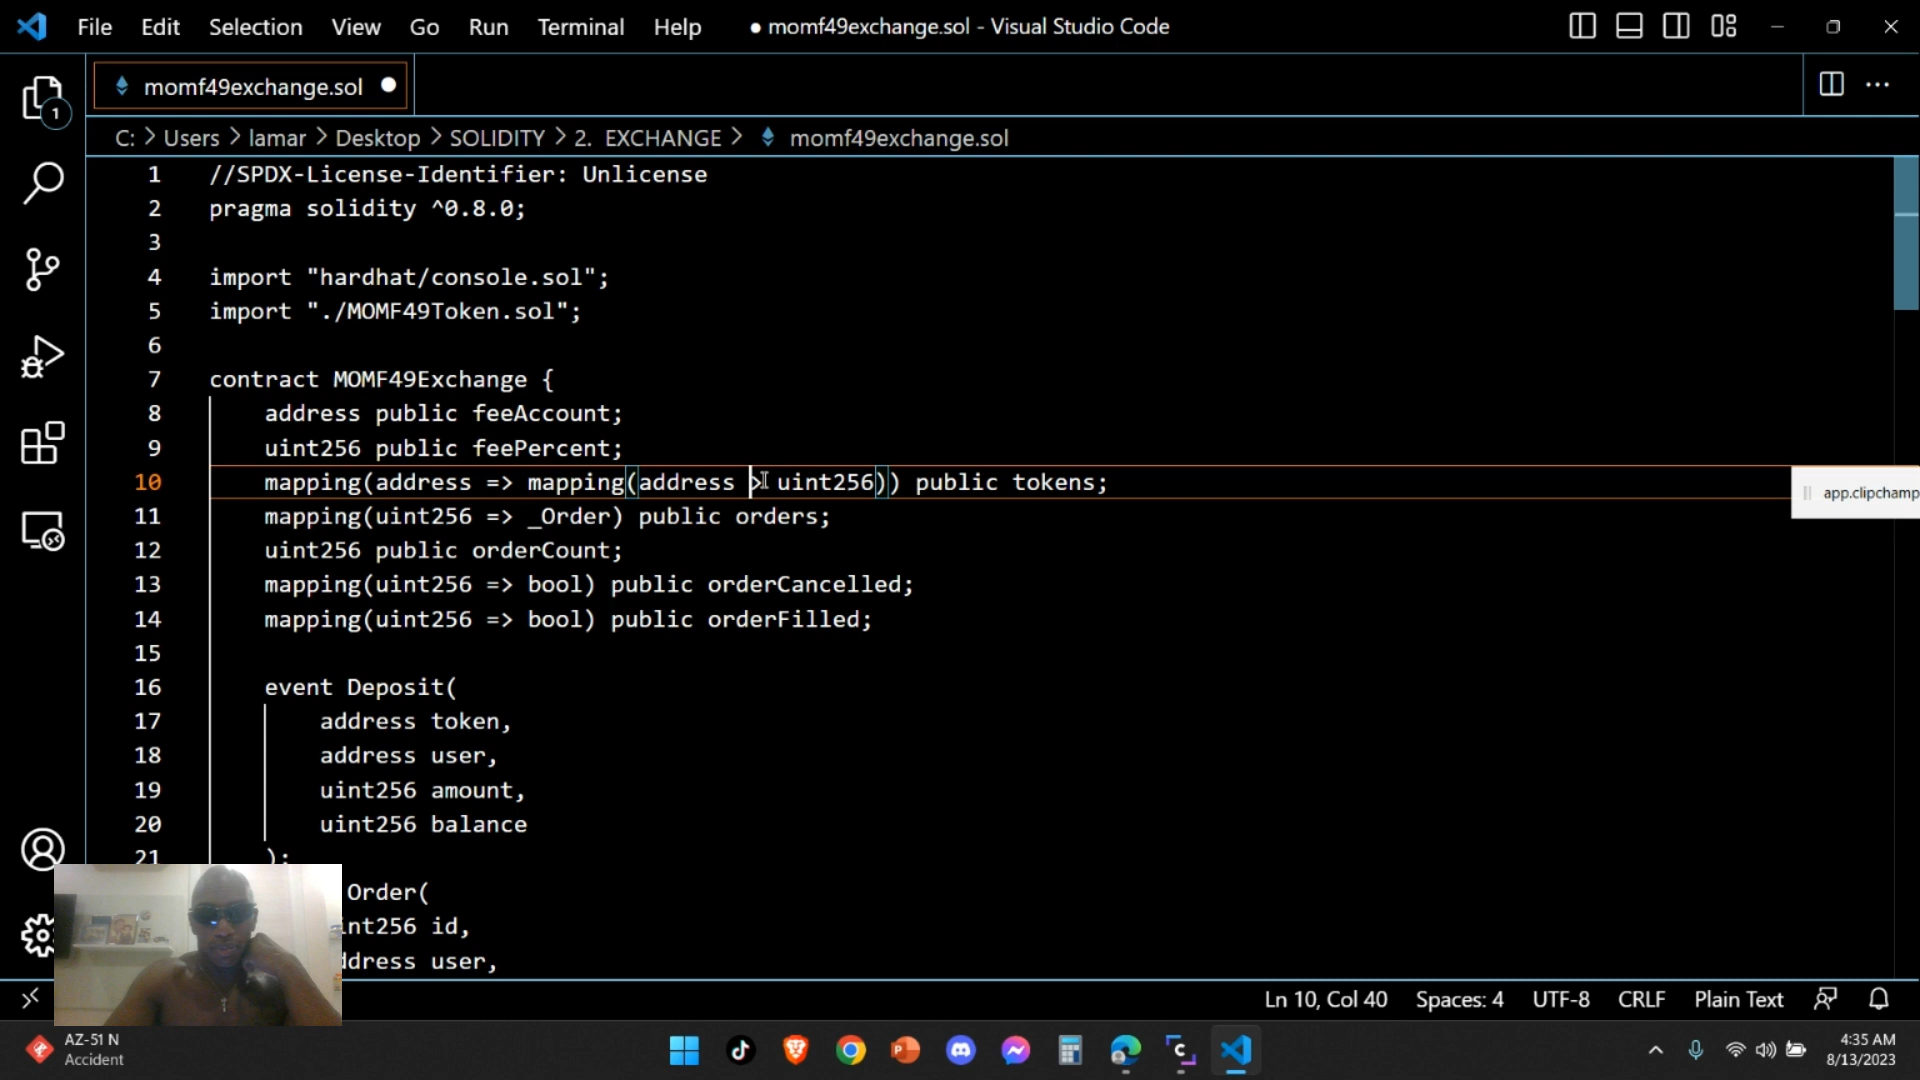 File Edit Selection View Go Run Terminal Help ● momf49exchange.sol - Visual Studio Code
momf49exchange.sol
1
C: > Users > lamar > Desktop > SOLIDITY > 2. EXCHANGE > momf49exchange.sol
1 //SPDX-License-Identifier: Unlicense
2 pragma solidity ^0.8.0;
3
4 import "hardhat/console.sol";
5 import "./MOMF49Token.sol";
6
7 contract MOMF49Exchange {
8 address public feeAccount;
9 uint256 public feePercent;
10 mapping(address => mapping(address > uint256)) public tokens;
app.clipchamp
11 mapping(uint256 => _Order) public orders;
12 uint256 public orderCount;
13 mapping(uint256 => bool) public orderCancelled;
14 mapping(uint256 => bool) public orderFilled;
15
16 event Deposit(
17 address token,
18 address user,
19 uint256 amount,
20 uint256 balance
21 );
Order(
int256 id,
ddress user,
Ln 10, Col 40 Spaces: 4 UTF-8 CRLF Plain Text
AZ-51 N
Accident
4:35 AM
8/13/2023